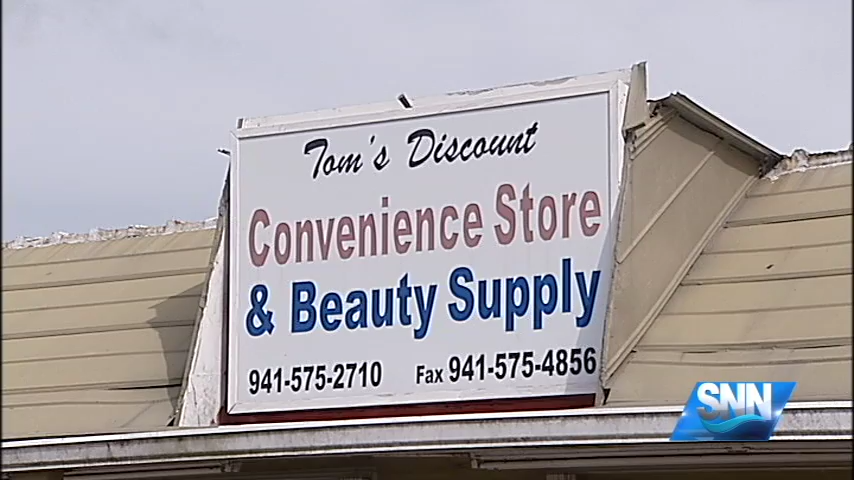 Tom's Discount
Convenience Store
& Beauty Supply
941-575-2710 Fax 941-575-4856
SNN